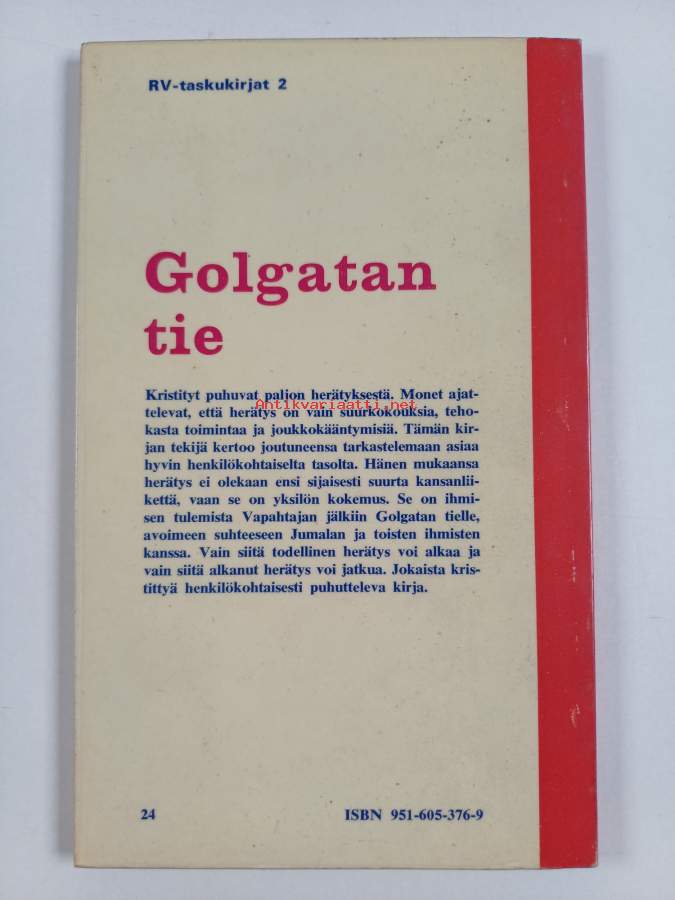 RV-taskukirjat 2
Golgatan
tie
Kristityt puhuvat paljon herätyksestä. Monet ajat-
televat, että herätys on vain suurkokouksia, teho-
Antikvariaatti.net
kasta toimintaa ja joukkokääntymisiä. Tämän kir-
jan tekijä kertoo joutuneensa tarkastelemaan asiaa
hyvin henkilökohtaiselta tasolta. Hänen mukaansa
herätys ei olekaan ensi sijaisesti suurta kansanlii-
kettä, vaan se on yksilön kokemus. Se on ihmi-
sen tulemista Vapahtajan jälkiin Golgatan tielle,
avoimeen suhteeseen Jumalan ja toisten ihmisten
kanssa. Vain siitä todellinen herätys voi alkaa ja
vain siitä alkanut herätys voi jatkua. Jokaista kris-
tittyä henkilökohtaisesti puhutteleva kirja.
24
ISBN 951-605-376-9